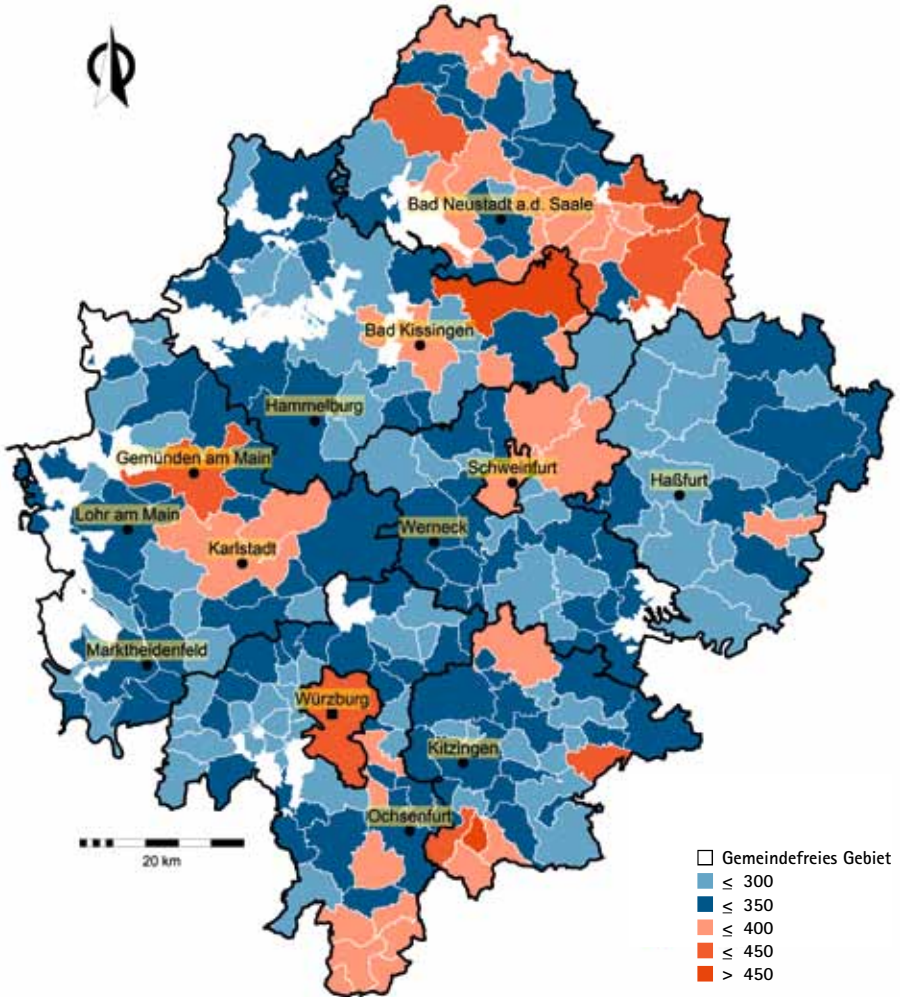 Bad Neustadt a.d. Saale
Bad Kissingen
Hammelburg
Gemünden am Main
Schweinfurt
Haßfurt
Lohr am Main
Werneck
Karlstadt
Marktheidenfeld
Würzburg
Kitzingen
Ochsenfurt
20 km
Gemeindefreies Gebiet
≤ 300
≤ 350
≤ 400
≤ 450
> 450